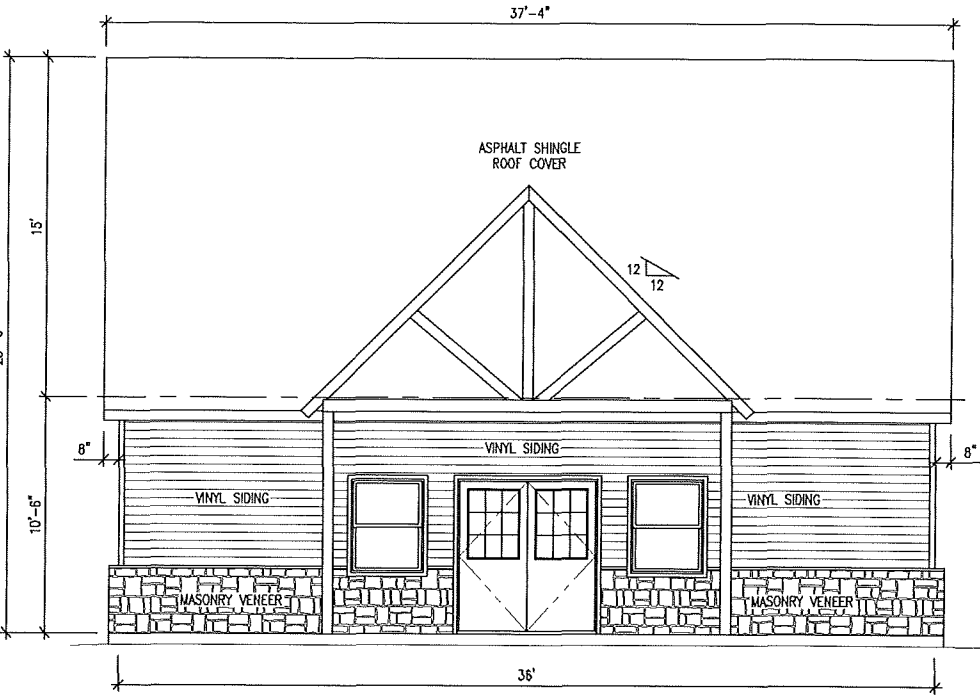 37'-4"
ASPHALT SHINGLE
ROOF COVER
15'
12
12
8"
VINYL SIDING
8"
VINYL SIDING
VINYL SIDING
10'-6"
MASONRY VENEER
MASONRY VENEER
36'